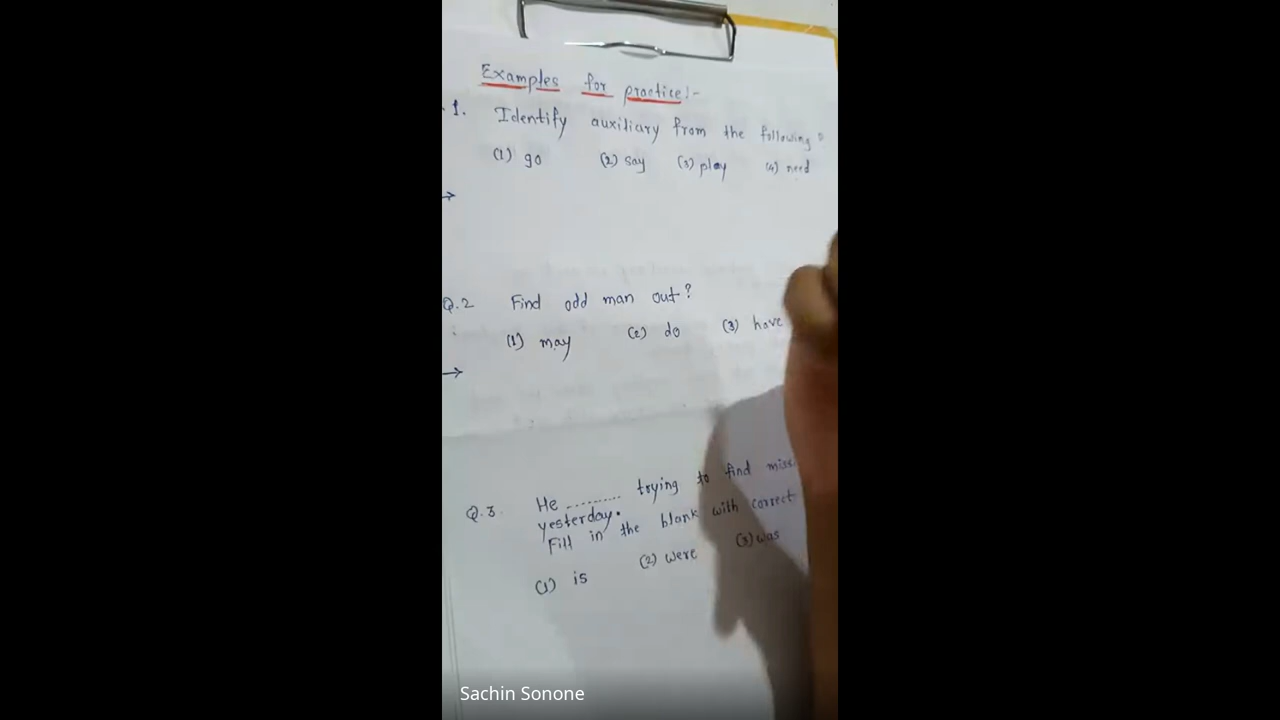 Examples for practice:-
1. Identify auxiliary from the following
(1) go (2) say (3) play (4) need
Q.2 Find odd man out?
(1) may (2) do (3) have
Q.3. He ......... trying to find
yesterday.
Fill in the blank with correct
(1) is (2) were (3) was
Sachin Sonone